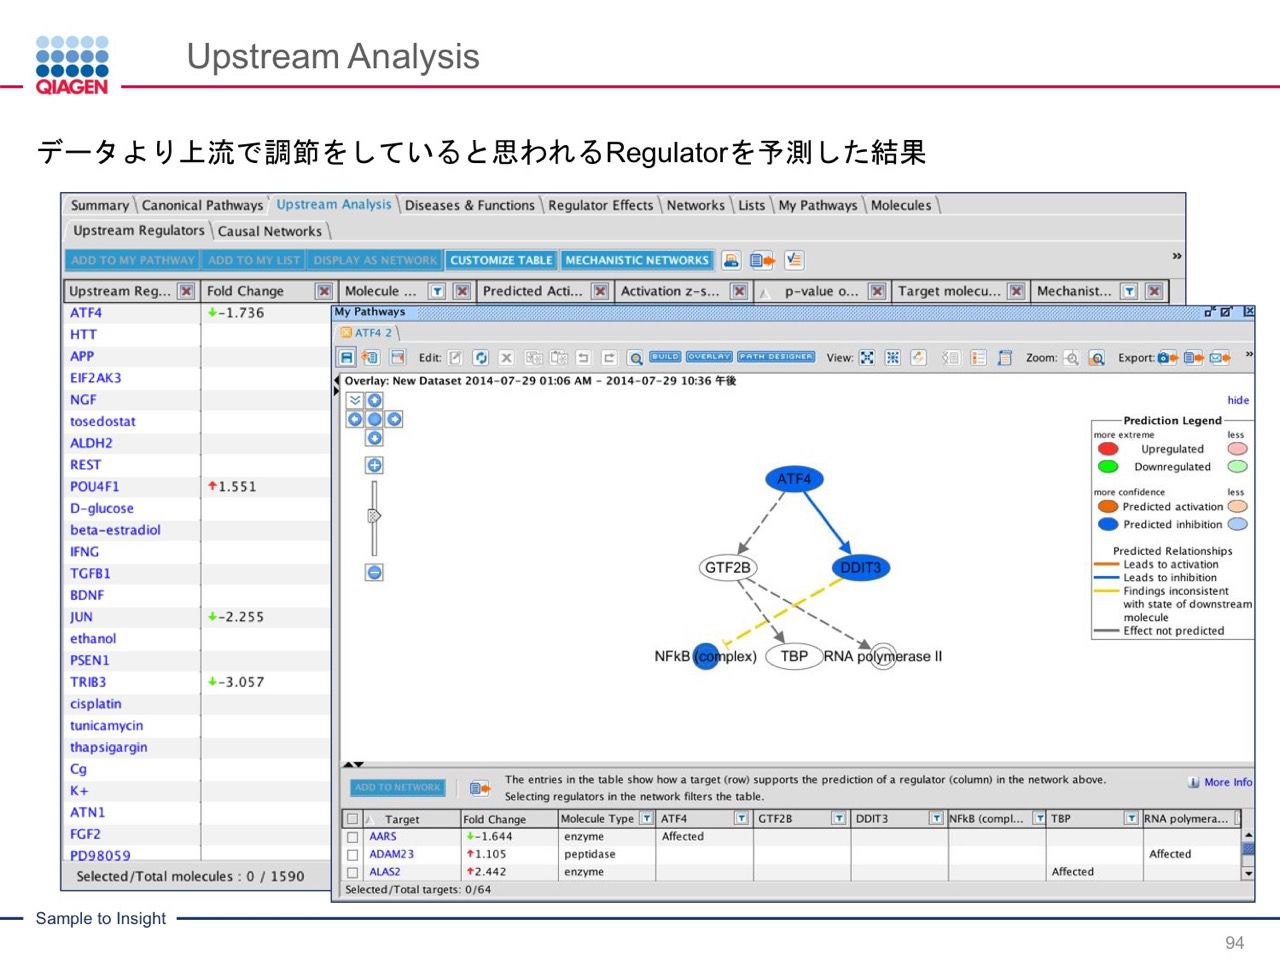 QIAGEN
Upstream Analysis
データより上流で調節をしていると思われるRegulatorを予測した結果
Summary Canonical Pathways Upstream Analysis Diseases & Functions Regulator Effects Networks Lists My Pathways Molecules
Upstream Regulators Causal Networks
ADD TO MY PATHWAY ADD TO MY LIST DISPLAY AS NETWORK CUSTOMIZE TABLE MECHANISTIC NETWORKS »
Upstream Reg... Fold Change Molecule ... Predicted Acti... Activation z-s... p-value o... Target molecu... Mechanist...
ATF4 -1.736
HTT
APP
EIF2AK3
NGF
tosedostat
ALDH2
REST
POU4F1 1.551
D-glucose
beta-estradiol
IFNG
TGFB1
BDNF
JUN -2.255
ethanol
PSEN1
TRIB3 -3.057
cisplatin
tunicamycin
thapsigargin
Cg
K+
ATN1
FGF2
PD98059
Selected/Total molecules : 0 / 1590
My Pathways
ATF4 2
Edit: BUILD OVERLAY PATH DESIGNER View: Zoom: Export: »
Overlay: New Dataset 2014-07-29 01:06 AM - 2014-07-29 10:36 午後
hide
Prediction Legend
more extreme less
Upregulated
Downregulated
more confidence less
Predicted activation
Predicted inhibition
Predicted Relationships
Leads to activation
Leads to inhibition
Findings inconsistent
with state of downstream
molecule
Effect not predicted
ATF4
GTF2B DDIT3
NFkB (complex) TBP RNA polymerase II
ADD TO NETWORK
The entries in the table show how a target (row) supports the prediction of a regulator (column) in the network above.
Selecting regulators in the network filters the table.
More Info
Target Fold Change Molecule Type ATF4 GTF2B DDIT3 NFkB (compl... TBP RNA polymera...
AARS -1.644 enzyme Affected
ADAM23 1.105 peptidase Affected
ALAS2 2.442 enzyme Affected
Selected/Total targets: 0/64
Sample to Insight
94